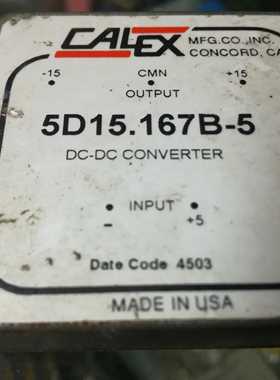 CALEX MFG.CO., INC.
CONCORD, CA
-15 CMN +15
OUTPUT
5D15.167B-5
DC-DC CONVERTER
INPUT
- +5
Date Code 4503
MADE IN USA